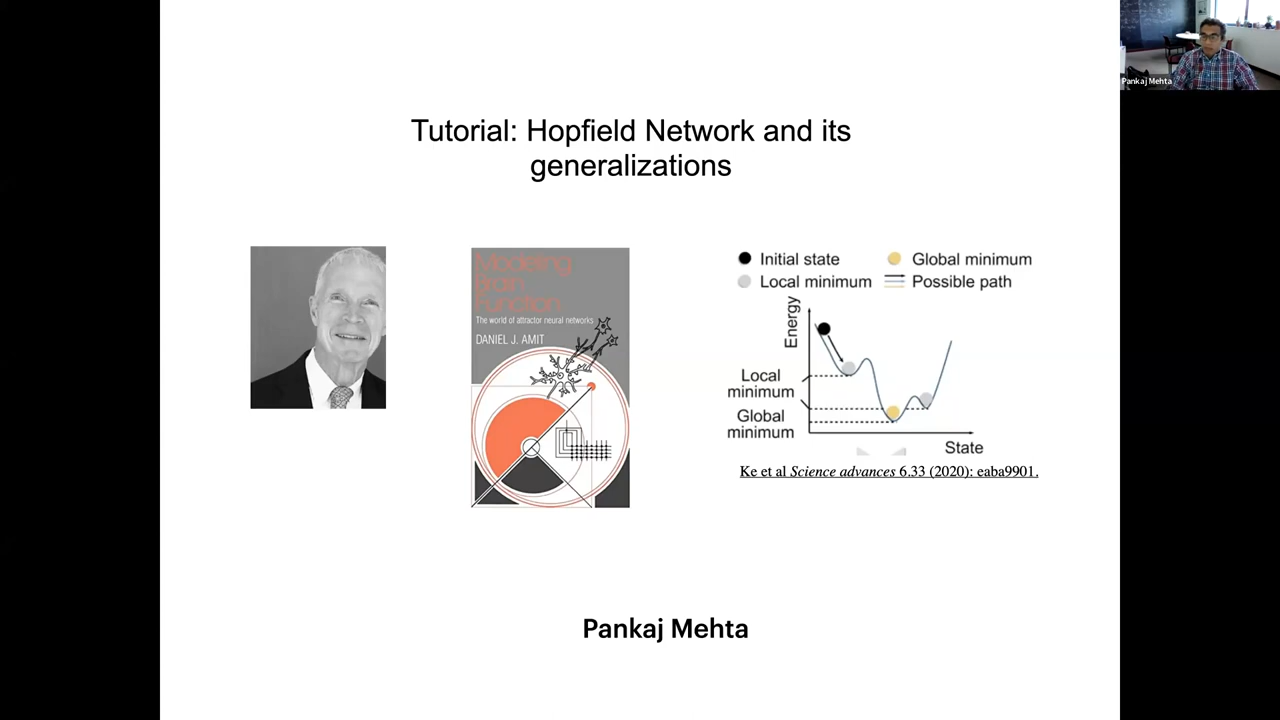 Pankaj Mehta
Tutorial: Hopfield Network and its
generalizations
Modeling
Brain
Function
The world of attractor neural networks
DANIEL J. AMIT
Initial state
Global minimum
Local minimum
Possible path
Energy
Local
minimum
Global
minimum
State
Ke et al Science advances 6.33 (2020): eaba9901.
Pankaj Mehta